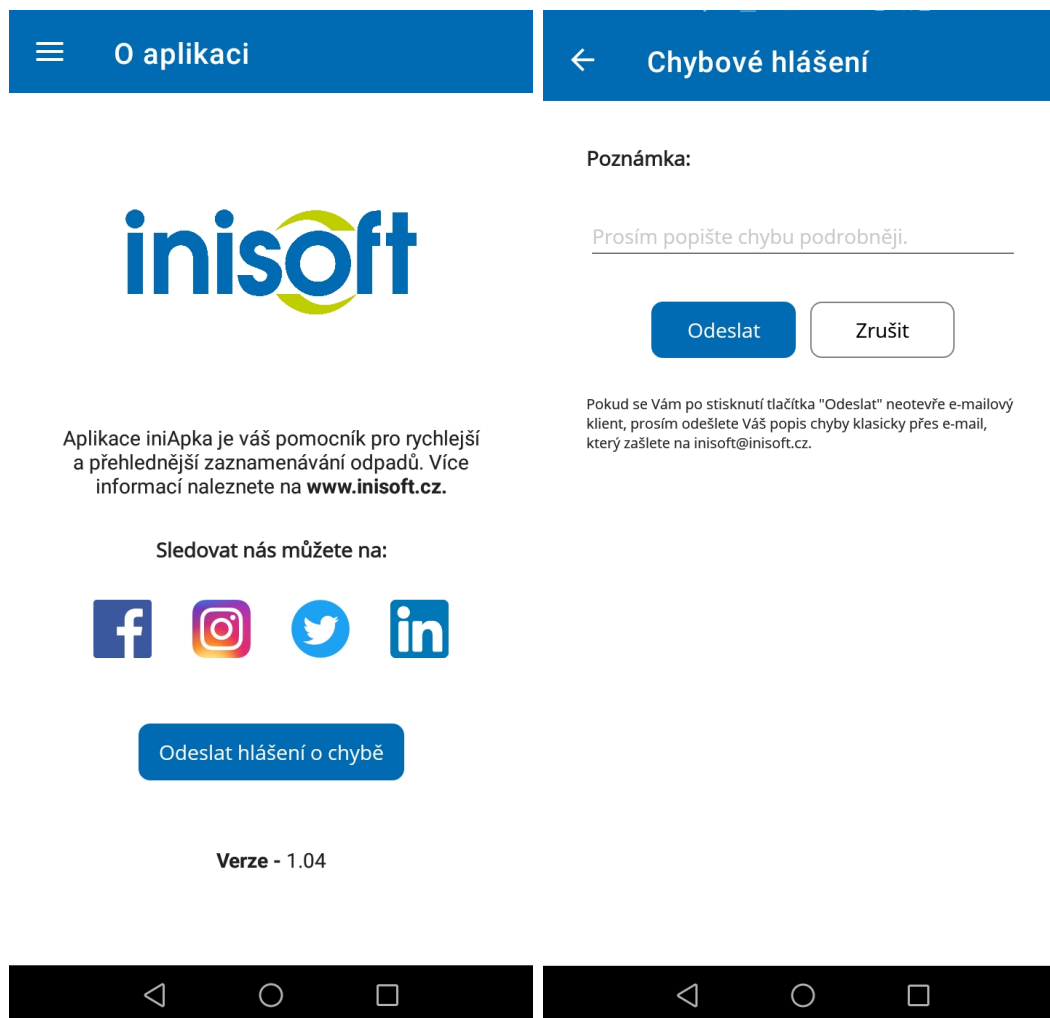 O aplikaci
inisoft
Aplikace iniApka je váš pomocník pro rychlejší
a přehlednější zaznamenávání odpadů. Více
informací naleznete na www.inisoft.cz.
Sledovat nás můžete na:
in
Odeslat hlášení o chybě
Verze - 1.04
Chybové hlášení
Poznámka:
Prosím popište chybu podrobněji.
Odeslat
Zrušit
Pokud se Vám po stisknutí tlačítka "Odeslat" neotevře e-mailový
klient, prosím odešlete Váš popis chyby klasicky přes e-mail,
který zašlete na inisoft@inisoft.cz.